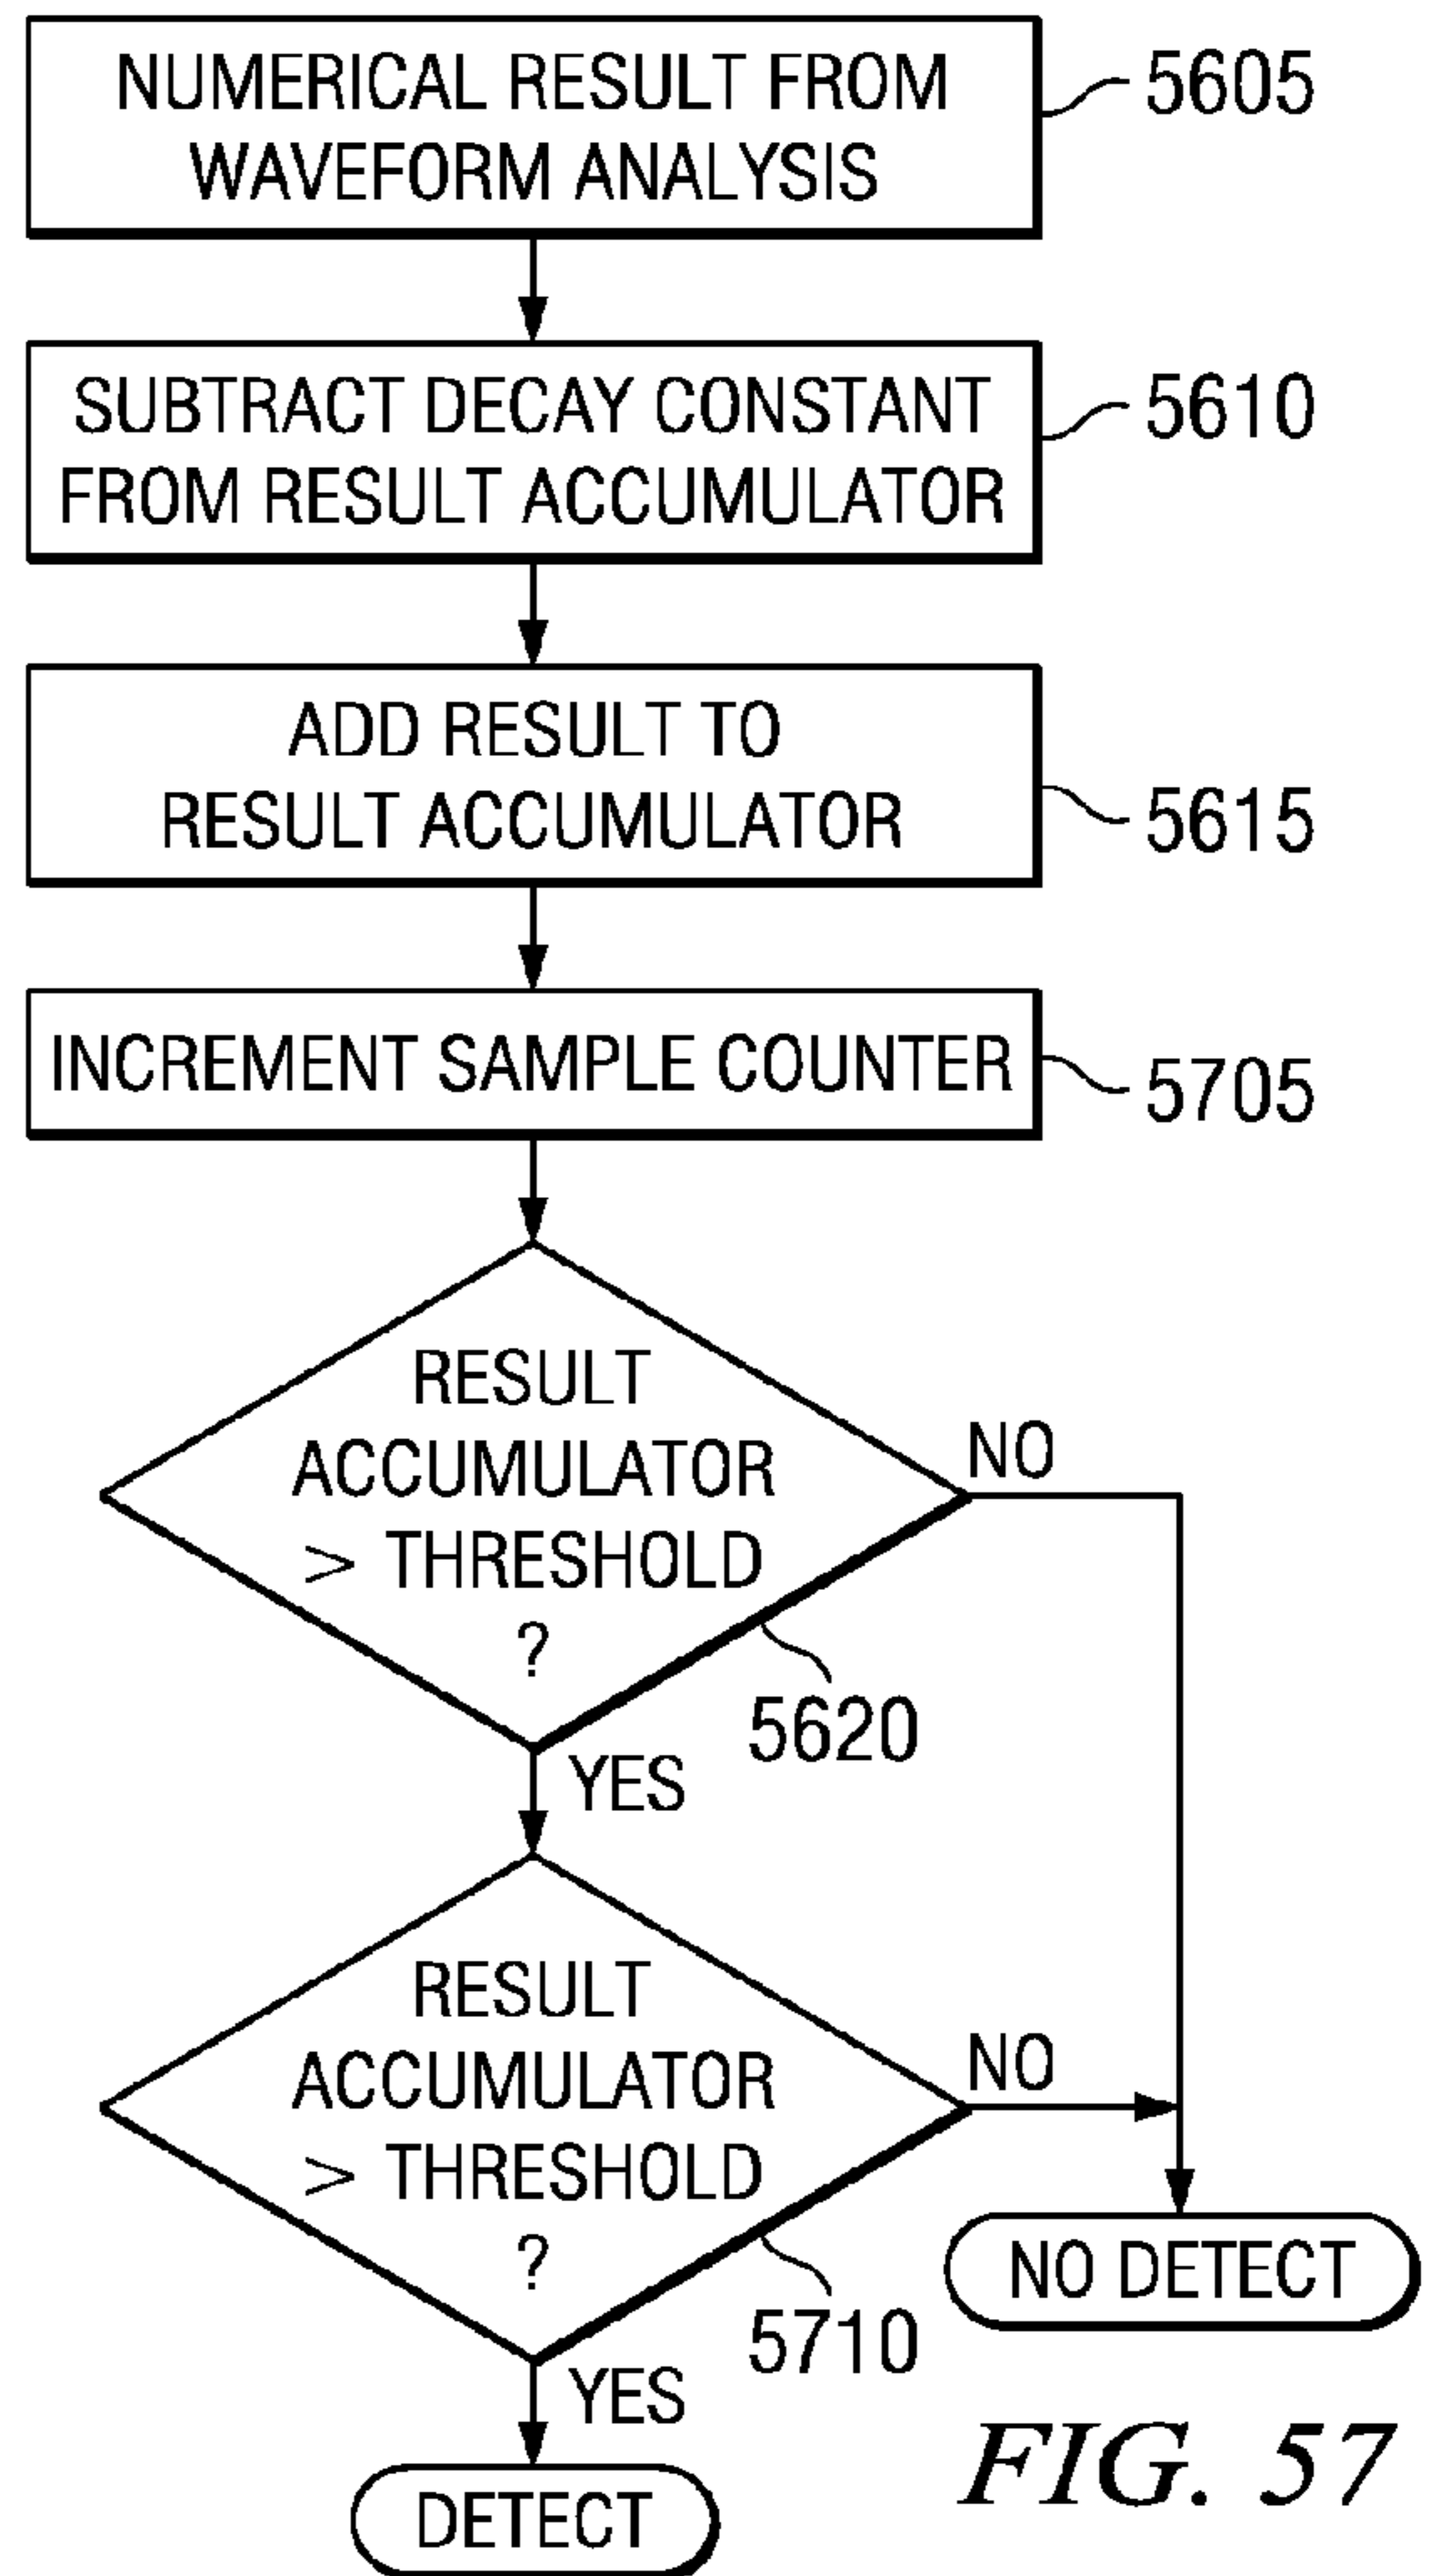 NUMERICAL RESULT FROM
WAVEFORM ANALYSIS
5605
SUBTRACT DECAY CONSTANT
FROM RESULT ACCUMULATOR
5610
ADD RESULT TO
RESULT ACCUMULATOR
5615
INCREMENT SAMPLE COUNTER
5705
RESULT
ACCUMULATOR
> THRESHOLD
?
NO
5620
YES
RESULT
ACCUMULATOR
> THRESHOLD
?
NO
5710
NO DETECT
YES
DETECT
FIG. 57